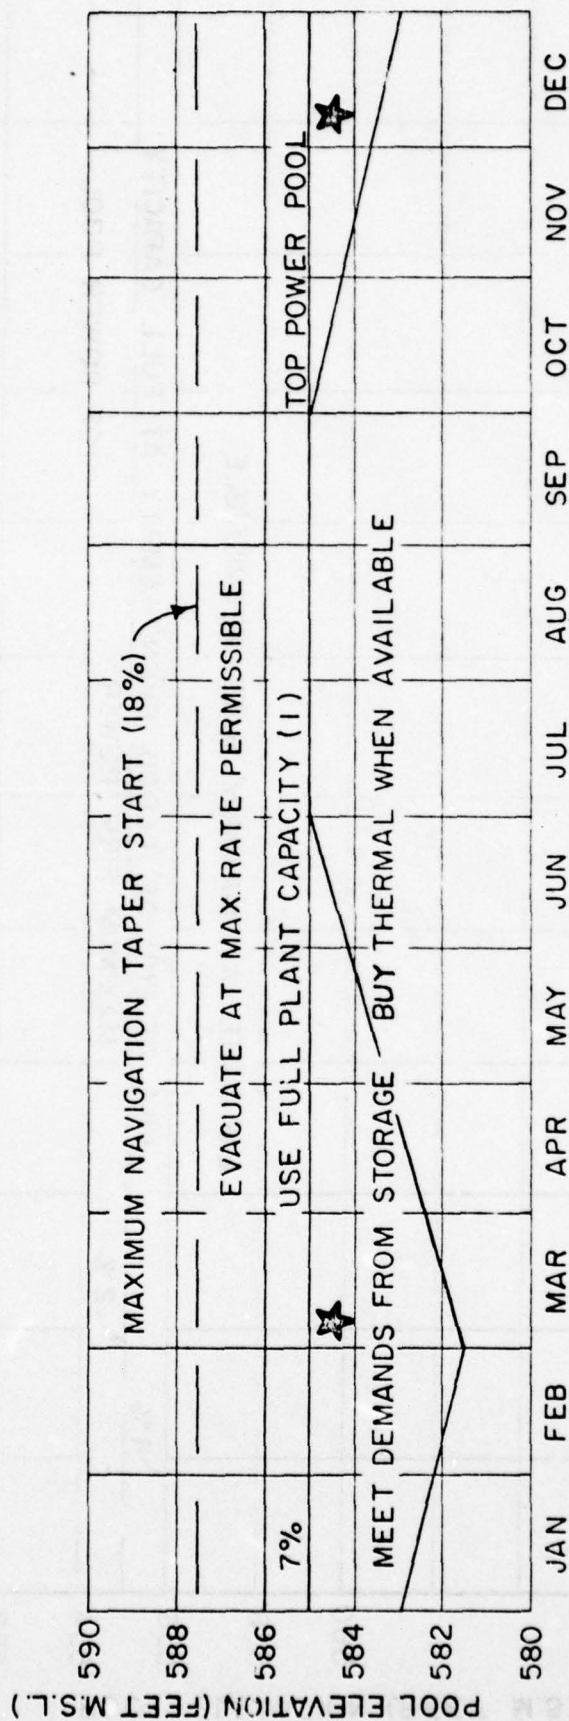 POOL ELEVATION (FEET M.S.L.)
590
588
586
584
582
580
MAXIMUM NAVIGATION TAPER START (18%)
EVACUATE AT MAX. RATE PERMISSIBLE
7%
USE FULL PLANT CAPACITY (1)
TOP POWER POOL
MEET DEMANDS FROM STORAGE
BUY THERMAL WHEN AVAILABLE
JAN FEB MAR APR MAY JUN JUL AUG SEP OCT NOV DEC